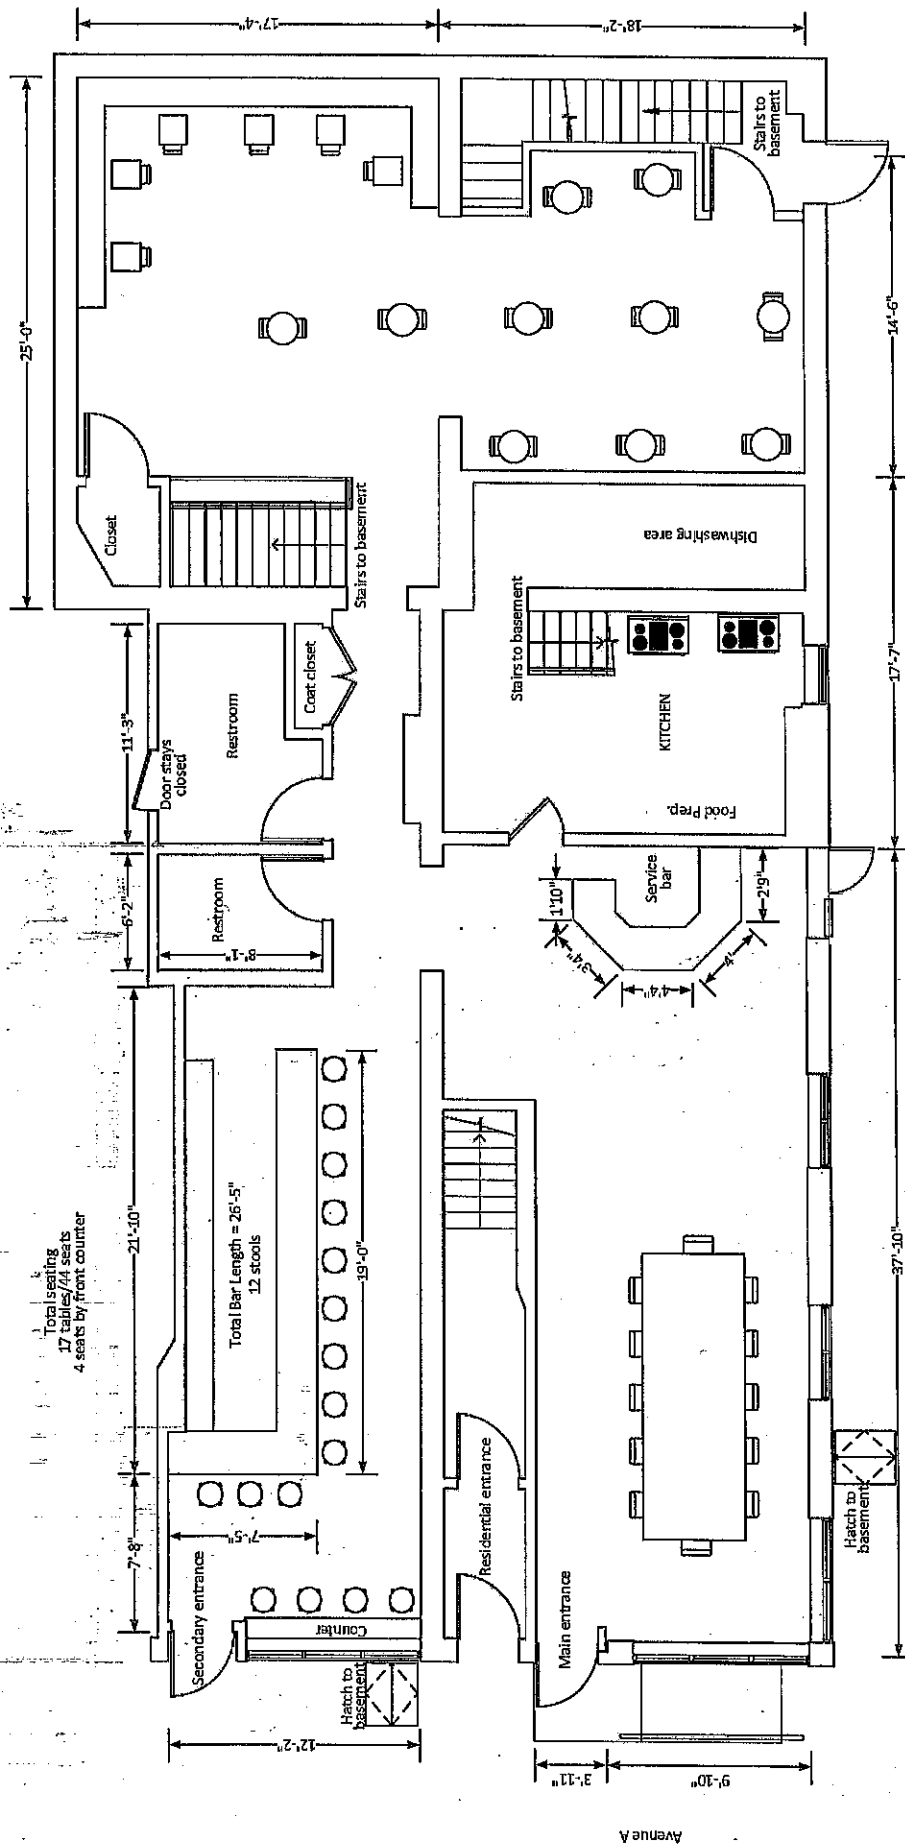 17'-4"
18'-2"
25'-0"
Stairs to
basement
14'-6"
Closet
Stairs to basement
Dishwashing area
Stairs to basement
Coat closet
11'-3"
Restroom
KITCHEN
17'-7"
Door stays
closed
Food Prep.
6'-2"
Restroom
8'-1"
1'10"
Service
bar
2'9"
3'4"
4'4"
4'
Total seating
17 tables/44 seats
4 seats by front counter
21'-10"
Total Bar Length = 26'-5"
12 stools
19'-0"
37'-10"
7'-8"
7'-5"
Residential entrance
Hatch to
basement
Secondary entrance
Counter
Main entrance
Hatch to
basement
12'-2"
3'-11"
9'-10"
Avenue A